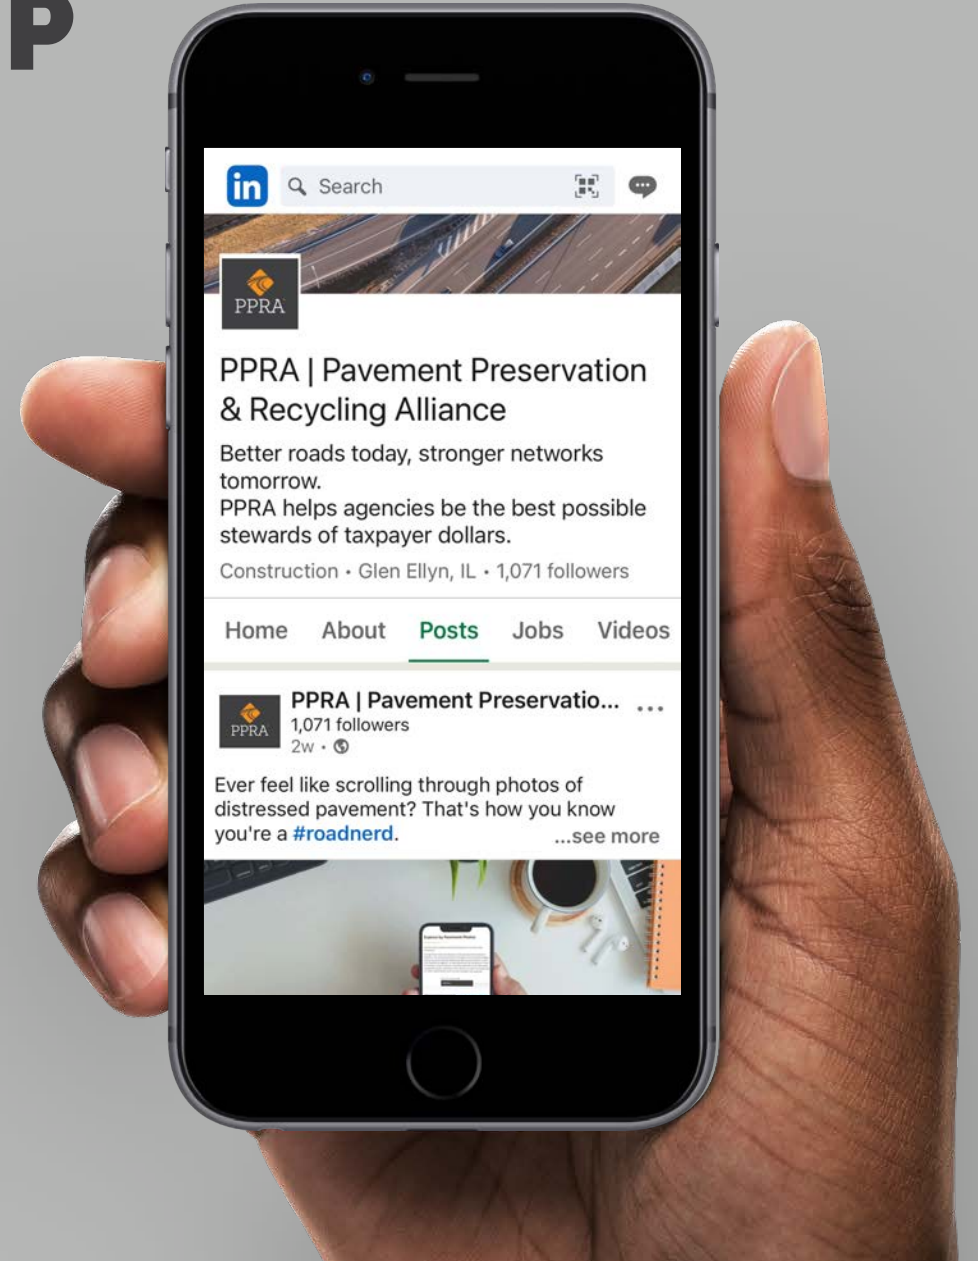 P
in
Search
PPRA
PPRA | Pavement Preservation
& Recycling Alliance
Better roads today, stronger networks
tomorrow.
PPRA helps agencies be the best possible
stewards of taxpayer dollars.
Construction • Glen Ellyn, IL • 1,071 followers
Home About Posts Jobs Videos
PPRA | Pavement Preservatio... 
PPRA
1,071 followers
2w •
Ever feel like scrolling through photos of
distressed pavement? That's how you know
you're a #roadnerd. ...see more